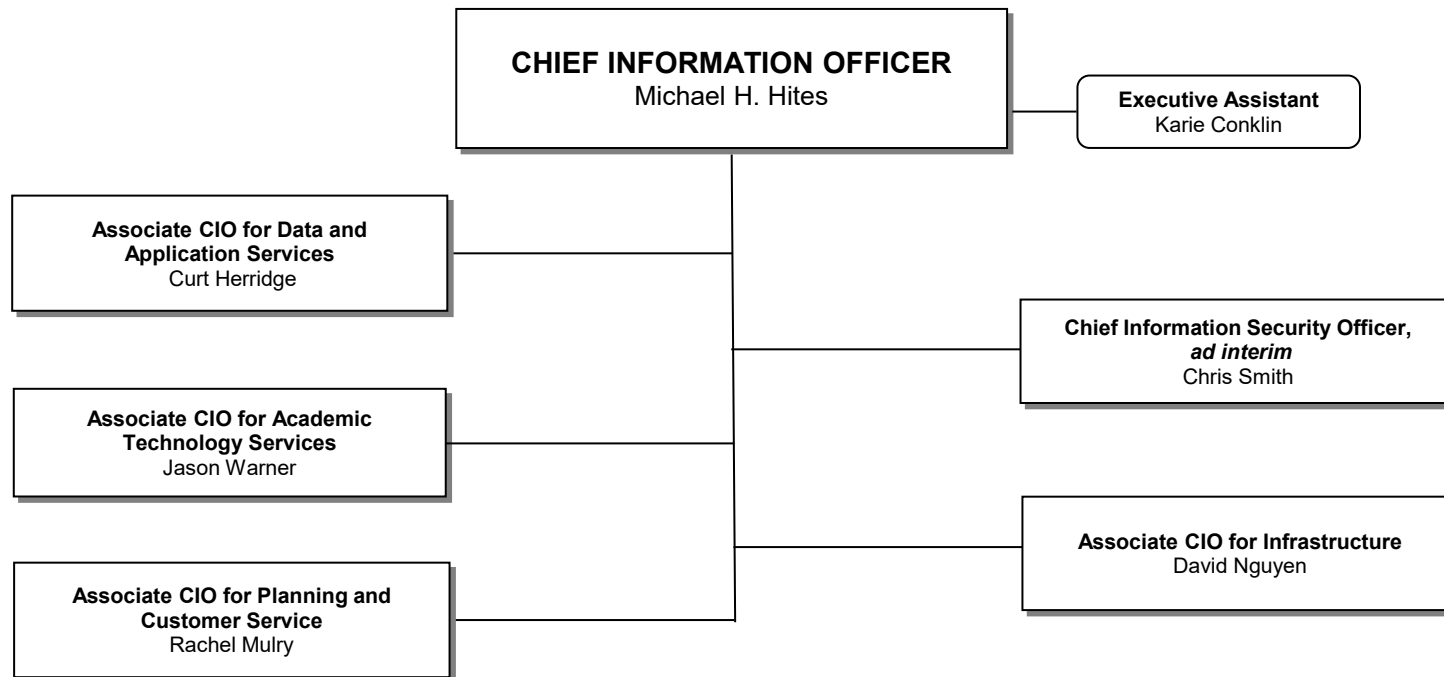 CHIEF INFORMATION OFFICER
Michael H. Hites
Executive Assistant
Karie Conklin
Associate CIO for Data and
Application Services
Curt Herridge
Chief Information Security Officer,
ad interim
Chris Smith
Associate CIO for Academic
Technology Services
Jason Warner
Associate CIO for Infrastructure
David Nguyen
Associate CIO for Planning and
Customer Service
Rachel Mulry